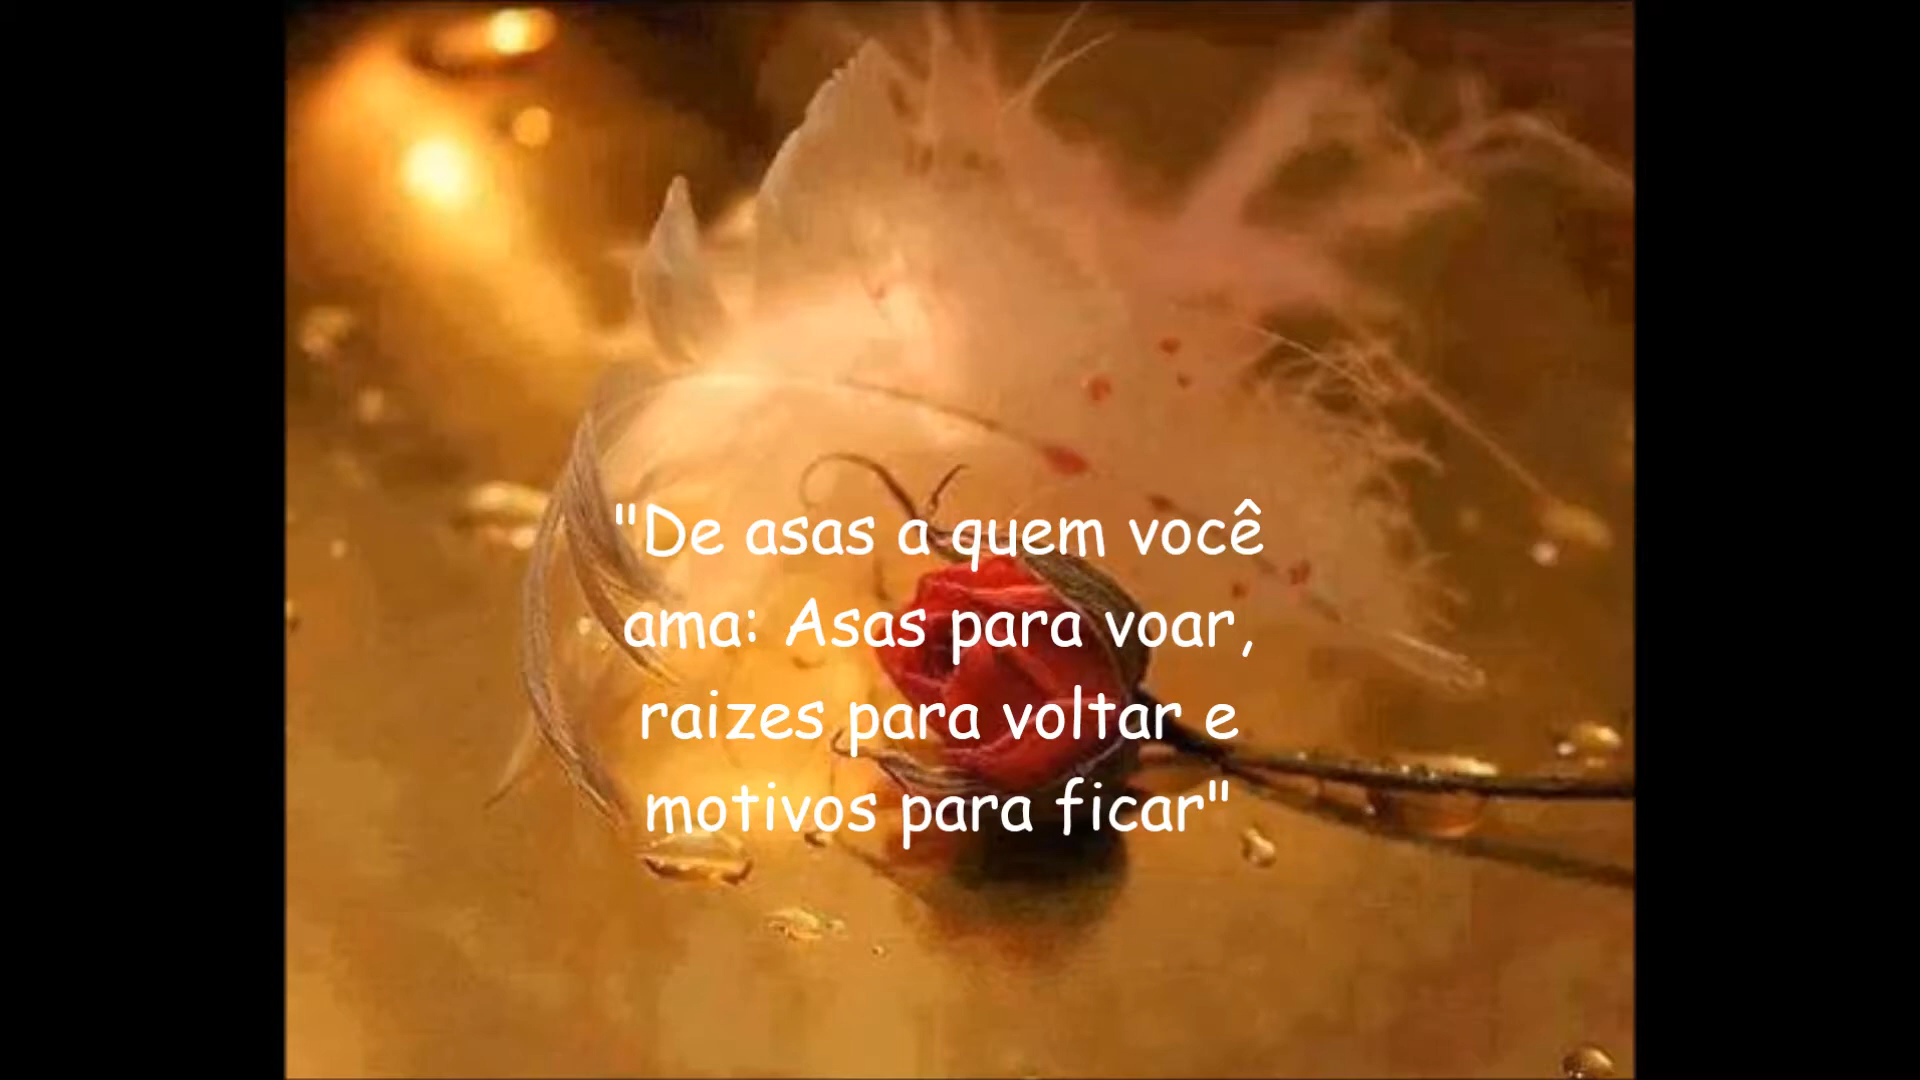 "De asas a quem você
ama: Asas para voar,
raizes para voltar e
motivos para ficar"